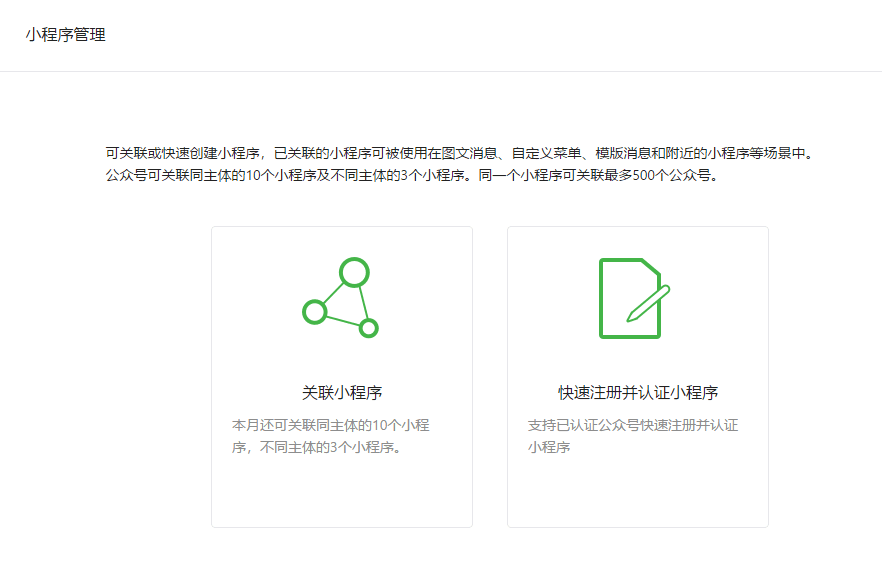 小程序管理
可关联或快速创建小程序，已关联的小程序可被使用在图文消息、自定义菜单、模版消息和附近的小程序等场景中。
公众号可关联同主体的10个小程序及不同主体的3个小程序。同一个小程序可关联最多500个公众号。
关联小程序
本月还可关联同主体的10个小程
序，不同主体的3个小程序。
快速注册并认证小程序
支持已认证公众号快速注册并认证
小程序